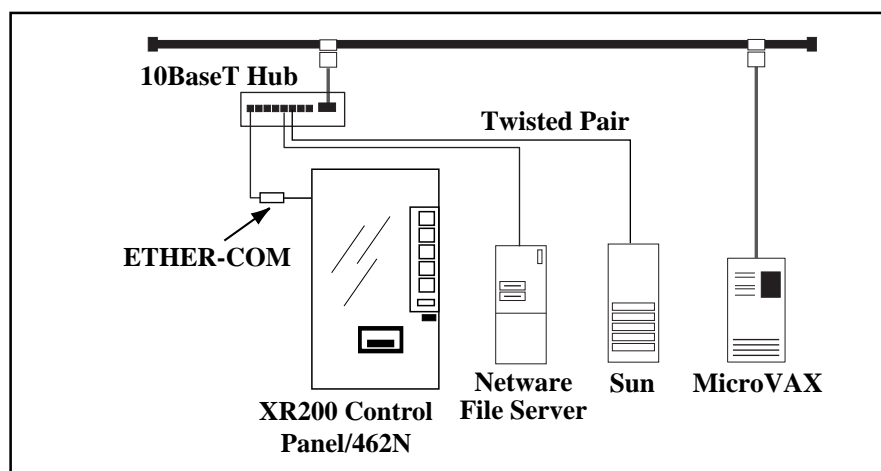 10BaseT Hub
Twisted Pair
ETHER-COM
XR200 Control
Panel/462N
Netware
File Server
Sun
MicroVAX